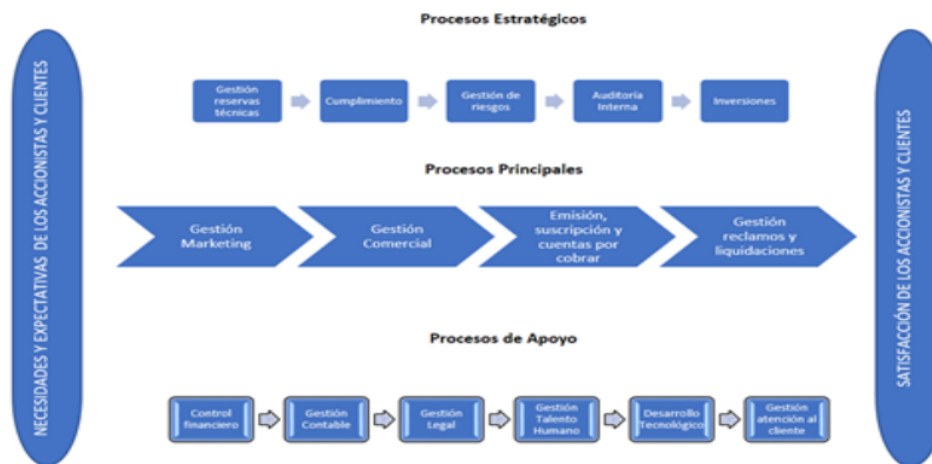 Procesos Estratégicos
NECESIDADES Y EXPECTATIVAS DE LOS ACCIONISTAS Y CLIENTES
Gestión
reservas
técnicas
Cumplimiento
Gestión de
riesgos
Auditoría
Interna
Inversiones
Procesos Principales
Gestión
Marketing
Gestión
Comercial
Emisión,
suscripción y
cuentas por
cobrar
Gestión
reclamos y
liquidaciones
Procesos de Apoyo
Control
financiero
Gestión
Contable
Gestión
Legal
Gestión
Talento
Humano
Desarrollo
Tecnológico
Gestión
atención al
cliente
SATISFACCIÓN DE LOS ACCIONISTAS Y CLIENTES